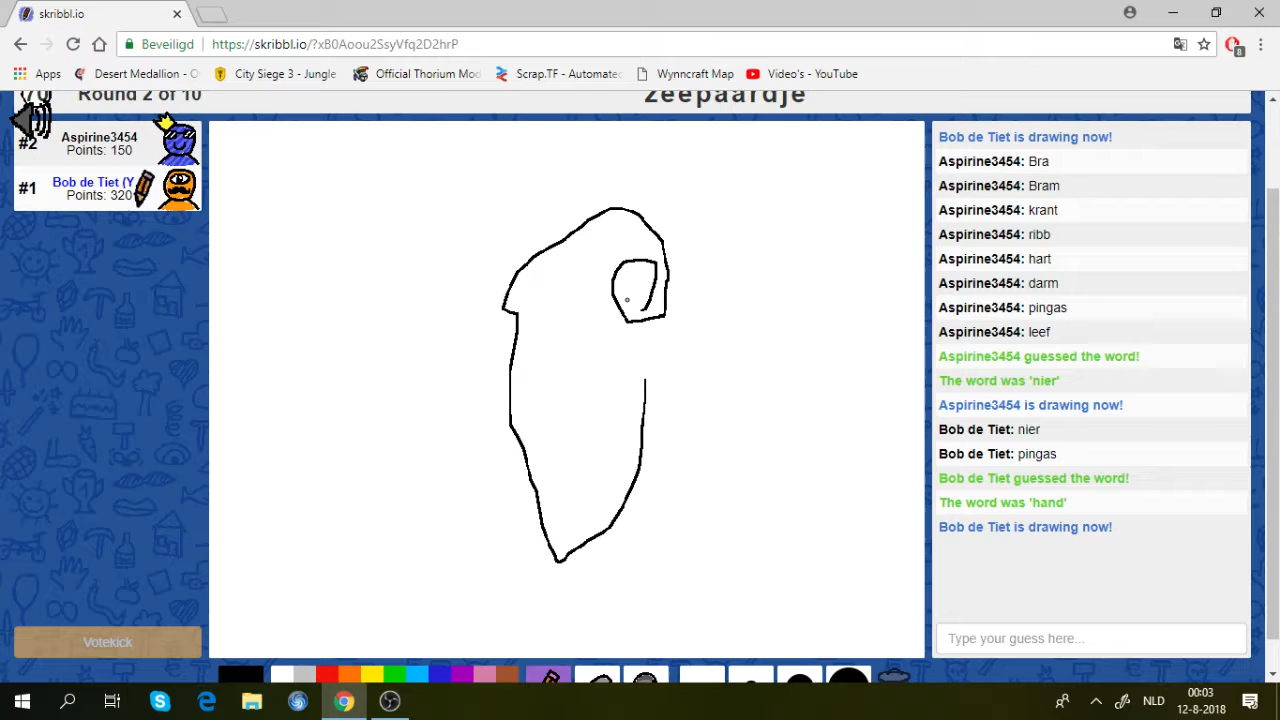 skribbl.io
Beveiligd
https://skribbl.io/?xB0Aoou2SsyVfq2D2hrP
8
Apps
Desert Medallion - O
City Siege 3 - Jungle
Official Thorium Mod
Scrap.TF - Automated
Wynncraft Map
Video's - YouTube
Round 2 of 10
zeepaardje
#2
Aspirine3454
Points: 150
#1
Bob de Tiet (Y
Points: 320
Votekick
Bob de Tiet is drawing now!
Aspirine3454: Bra
Aspirine3454: Bram
Aspirine3454: krant
Aspirine3454: ribb
Aspirine3454: hart
Aspirine3454: darm
Aspirine3454: pingas
Aspirine3454: leef
Aspirine3454 guessed the word!
The word was 'nier'
Aspirine3454 is drawing now!
Bob de Tiet: nier
Bob de Tiet: pingas
Bob de Tiet guessed the word!
The word was 'hand'
Bob de Tiet is drawing now!
Type your guess here...
NLD
00:03
12-8-2018